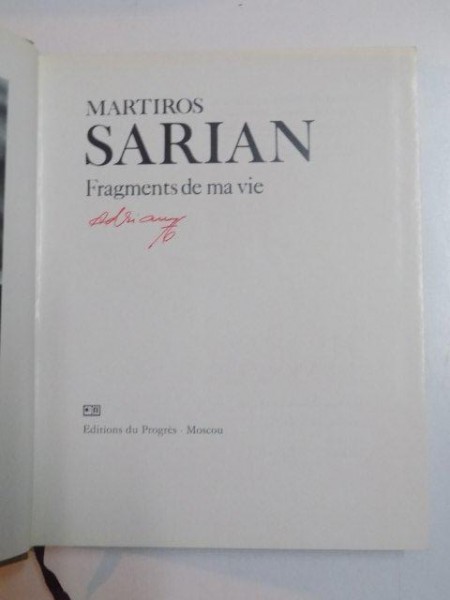 MARTIROS
SARIAN
Fragments de ma vie
Editions du Progrès · Moscou